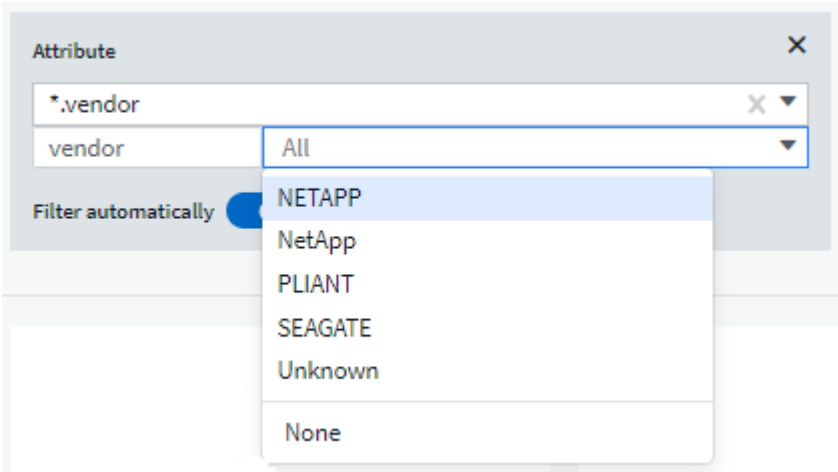 Attribute
*.vendor
vendor All
Filter automatically
NETAPP
NetApp
PLIANT
SEAGATE
Unknown
None